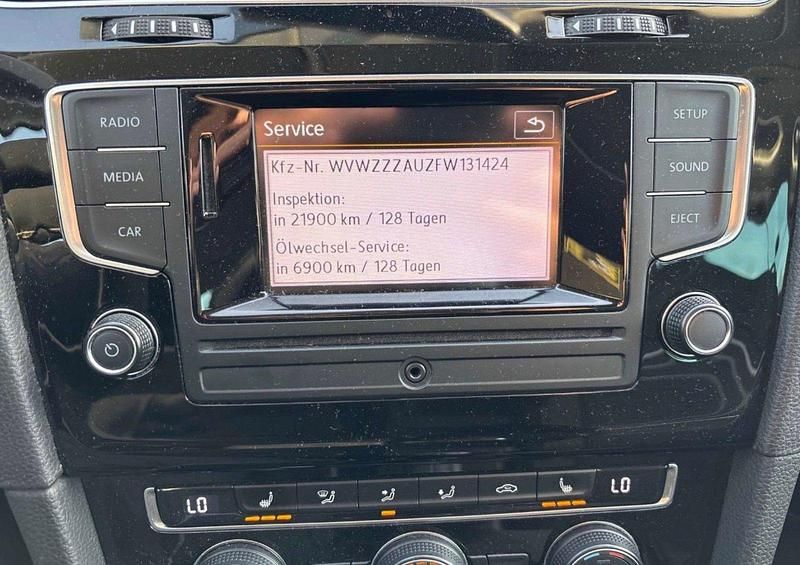 RADIO
MEDIA
CAR
Service
Kfz-Nr. WVWZZZAUZFW131424
Inspektion:
in 21900 km / 128 Tagen
Ölwechsel-Service:
in 6900 km / 128 Tagen
SETUP
SOUND
EJECT
LO
LO